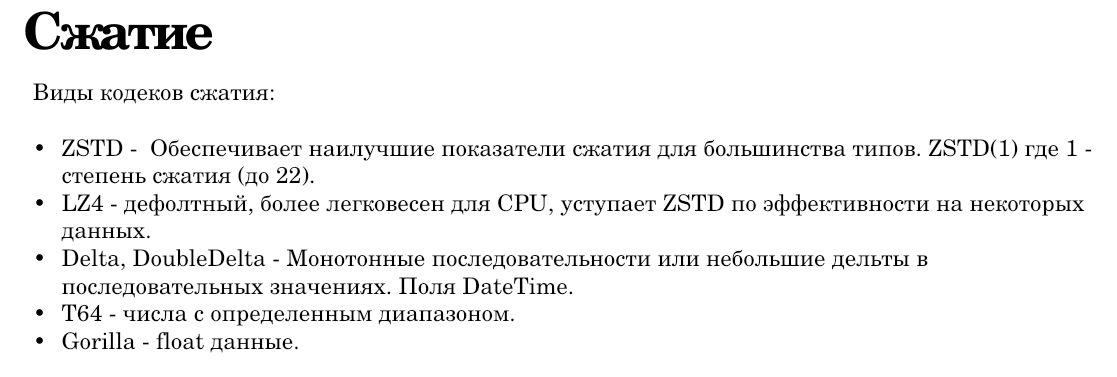 Сжатие
Виды кодеков сжатия:
• ZSTD - Обеспечивает наилучшие показатели сжатия для большинства типов. ZSTD(1) где 1 -
степень сжатия (до 22).
• LZ4 - дефолтный, более легковесен для CPU, уступает ZSTD по эффективности на некоторых
данных.
• Delta, DoubleDelta - Монотонные последовательности или небольшие дельты в
последовательных значениях. Поля DateTime.
• T64 - числа с определенным диапазоном.
• Gorilla - float данные.